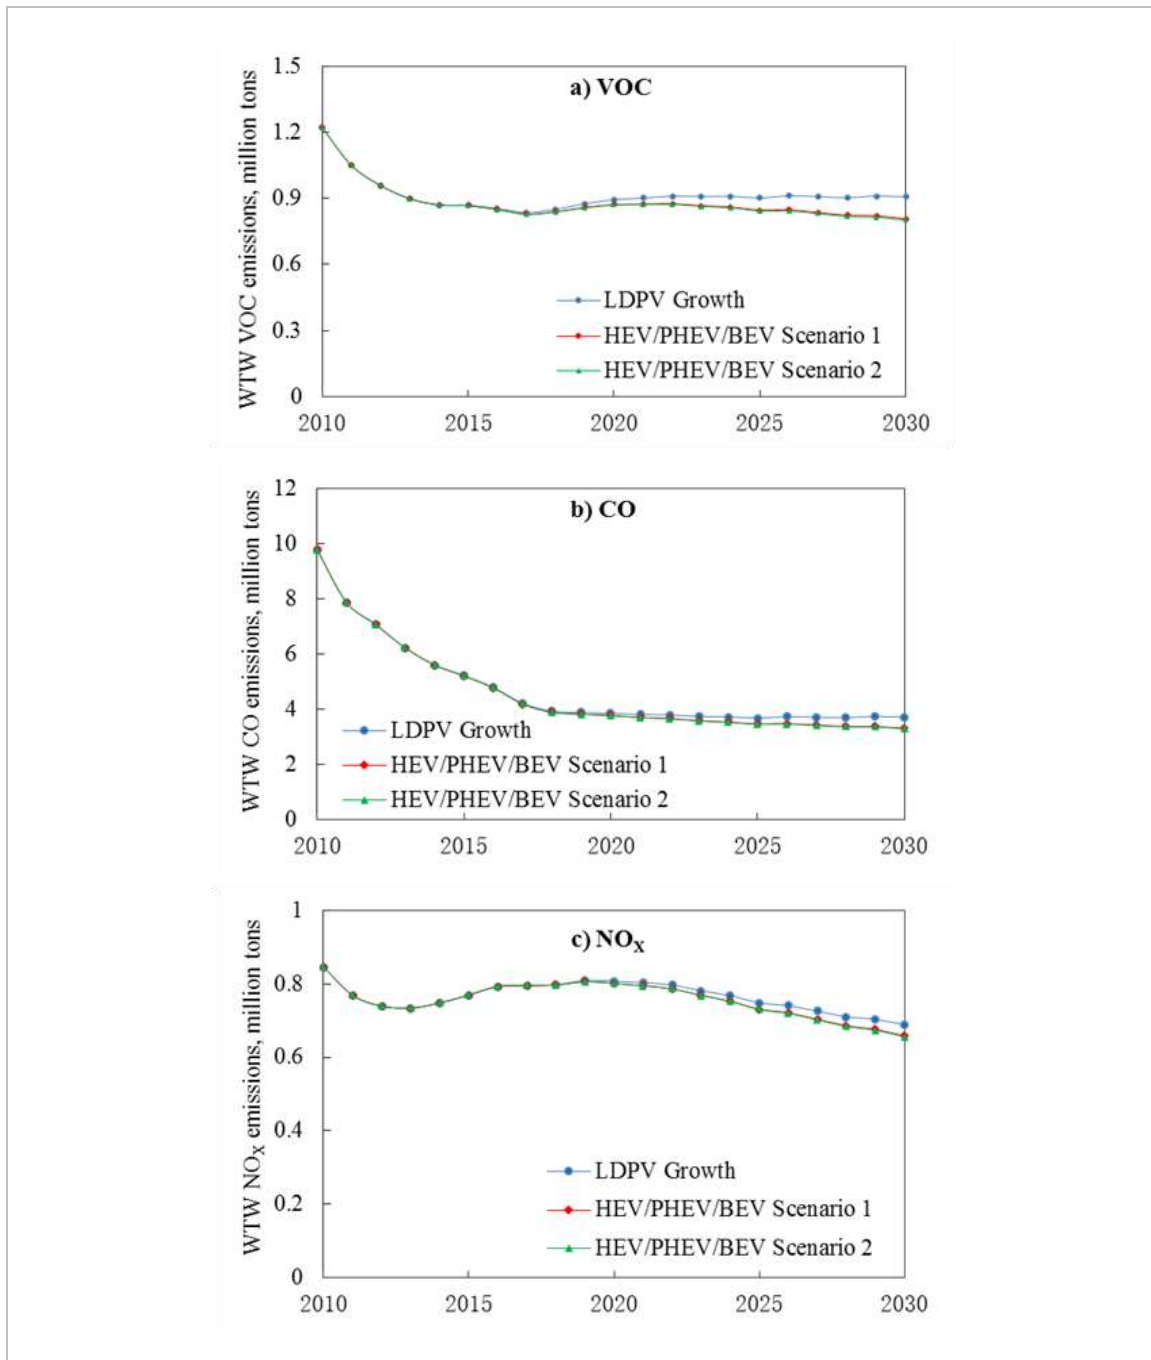 a) VOC
WTW VOC emissions, million tons
1.5
1.2
0.9
0.6
0.3
0
LDPV Growth
HEV/PHEV/BEV Scenario 1
HEV/PHEV/BEV Scenario 2
2010 2015 2020 2025 2030
b) CO
WTW CO emissions, million tons
12
10
8
6
4
2
0
LDPV Growth
HEV/PHEV/BEV Scenario 1
HEV/PHEV/BEV Scenario 2
2010 2015 2020 2025 2030
c) NOX
WTW NOX emissions, million tons
1
0.8
0.6
0.4
0.2
0
LDPV Growth
HEV/PHEV/BEV Scenario 1
HEV/PHEV/BEV Scenario 2
2010 2015 2020 2025 2030